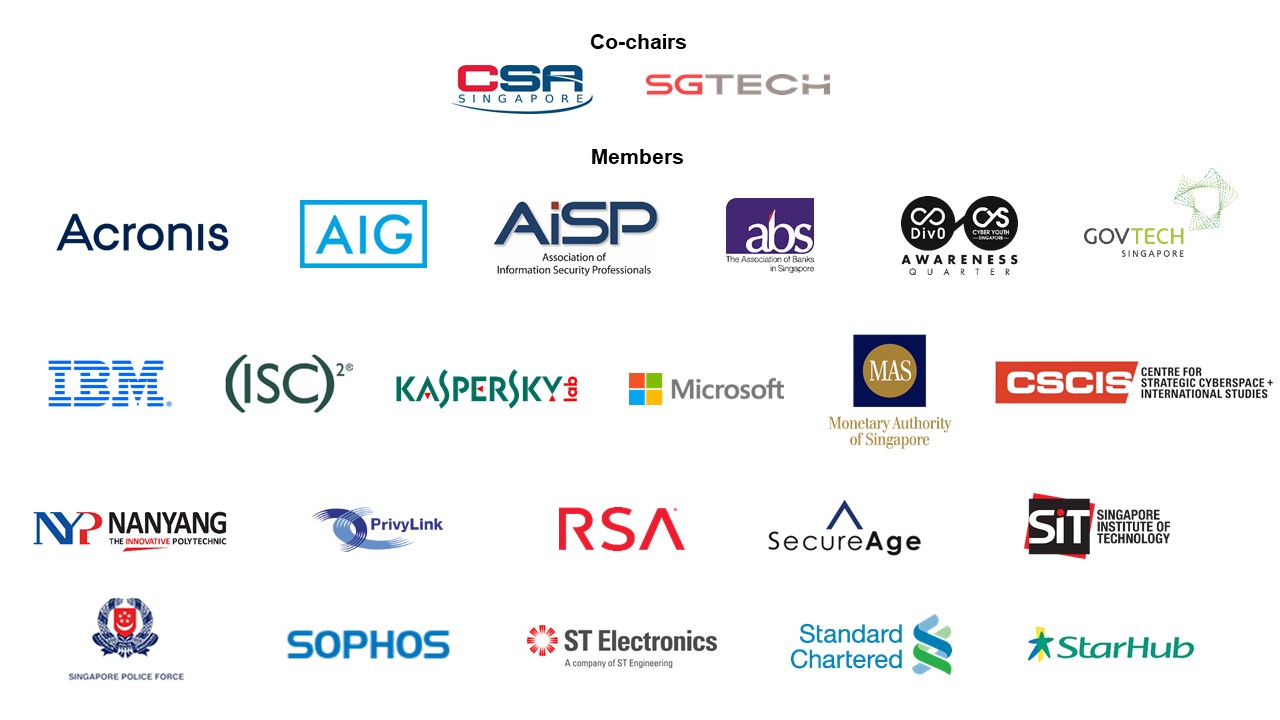 Co-chairs
CSA
SINGAPORE
SGTECH
Members
Acronis
AIG
AiSP
Association of
Information Security Professionals
abs
The Association of Banks
in Singapore
Div0
CYS
CYBER YOUTH
SINGAPORE
AWARENESS
QUARTER
GOVTECH
SINGAPORE
IBM®
(ISC)2®
KASPERSKY lab
Microsoft
MAS
Monetary Authority
of Singapore
CSCIS
CENTRE FOR
STRATEGIC CYBERSPACE +
INTERNATIONAL STUDIES
NYP
NANYANG
THE INNOVATIVE POLYTECHNIC
PrivyLink
RSA
SecureAge
SiT
SINGAPORE
INSTITUTE OF
TECHNOLOGY
SINGAPORE POLICE FORCE
SOPHOS
ST Electronics
A company of ST Engineering
Standard
Chartered
StarHub